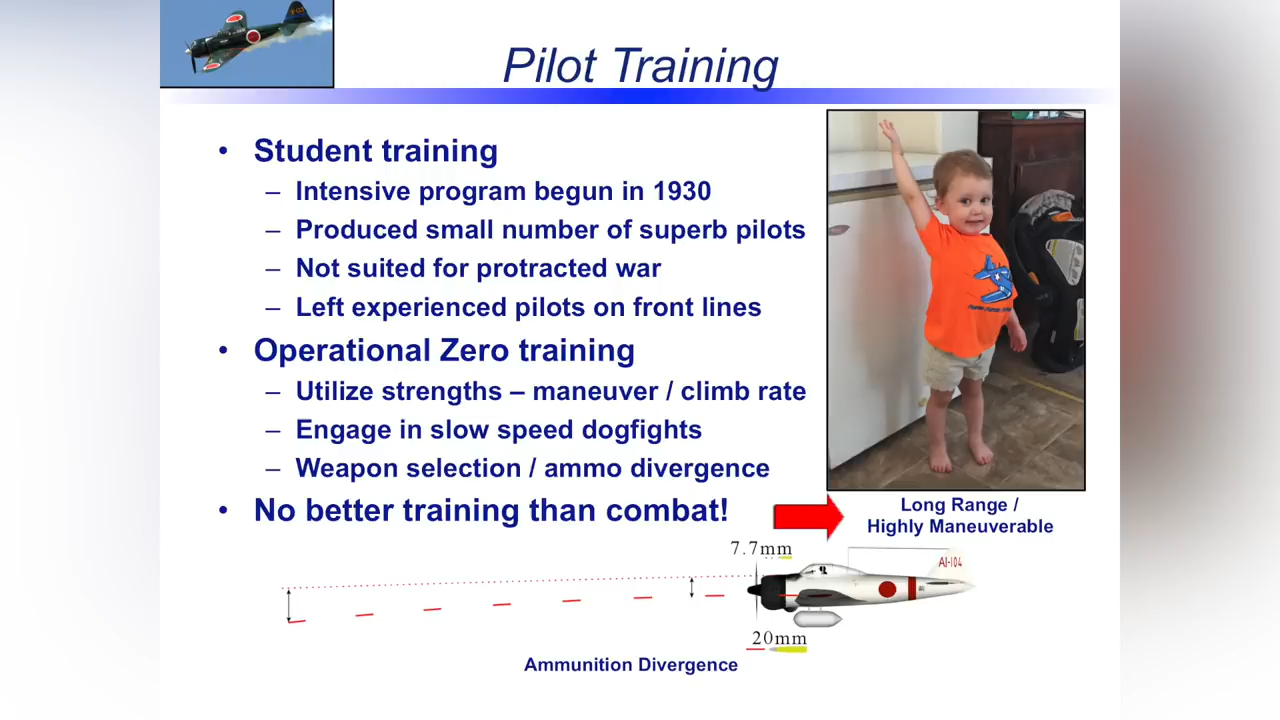 Pilot Training
• Student training
– Intensive program begun in 1930
– Produced small number of superb pilots
– Not suited for protracted war
– Left experienced pilots on front lines
• Operational Zero training
– Utilize strengths – maneuver / climb rate
– Engage in slow speed dogfights
– Weapon selection / ammo divergence
• No better training than combat!
Long Range /
Highly Maneuverable
7.7mm
AI-104
20mm
Ammunition Divergence